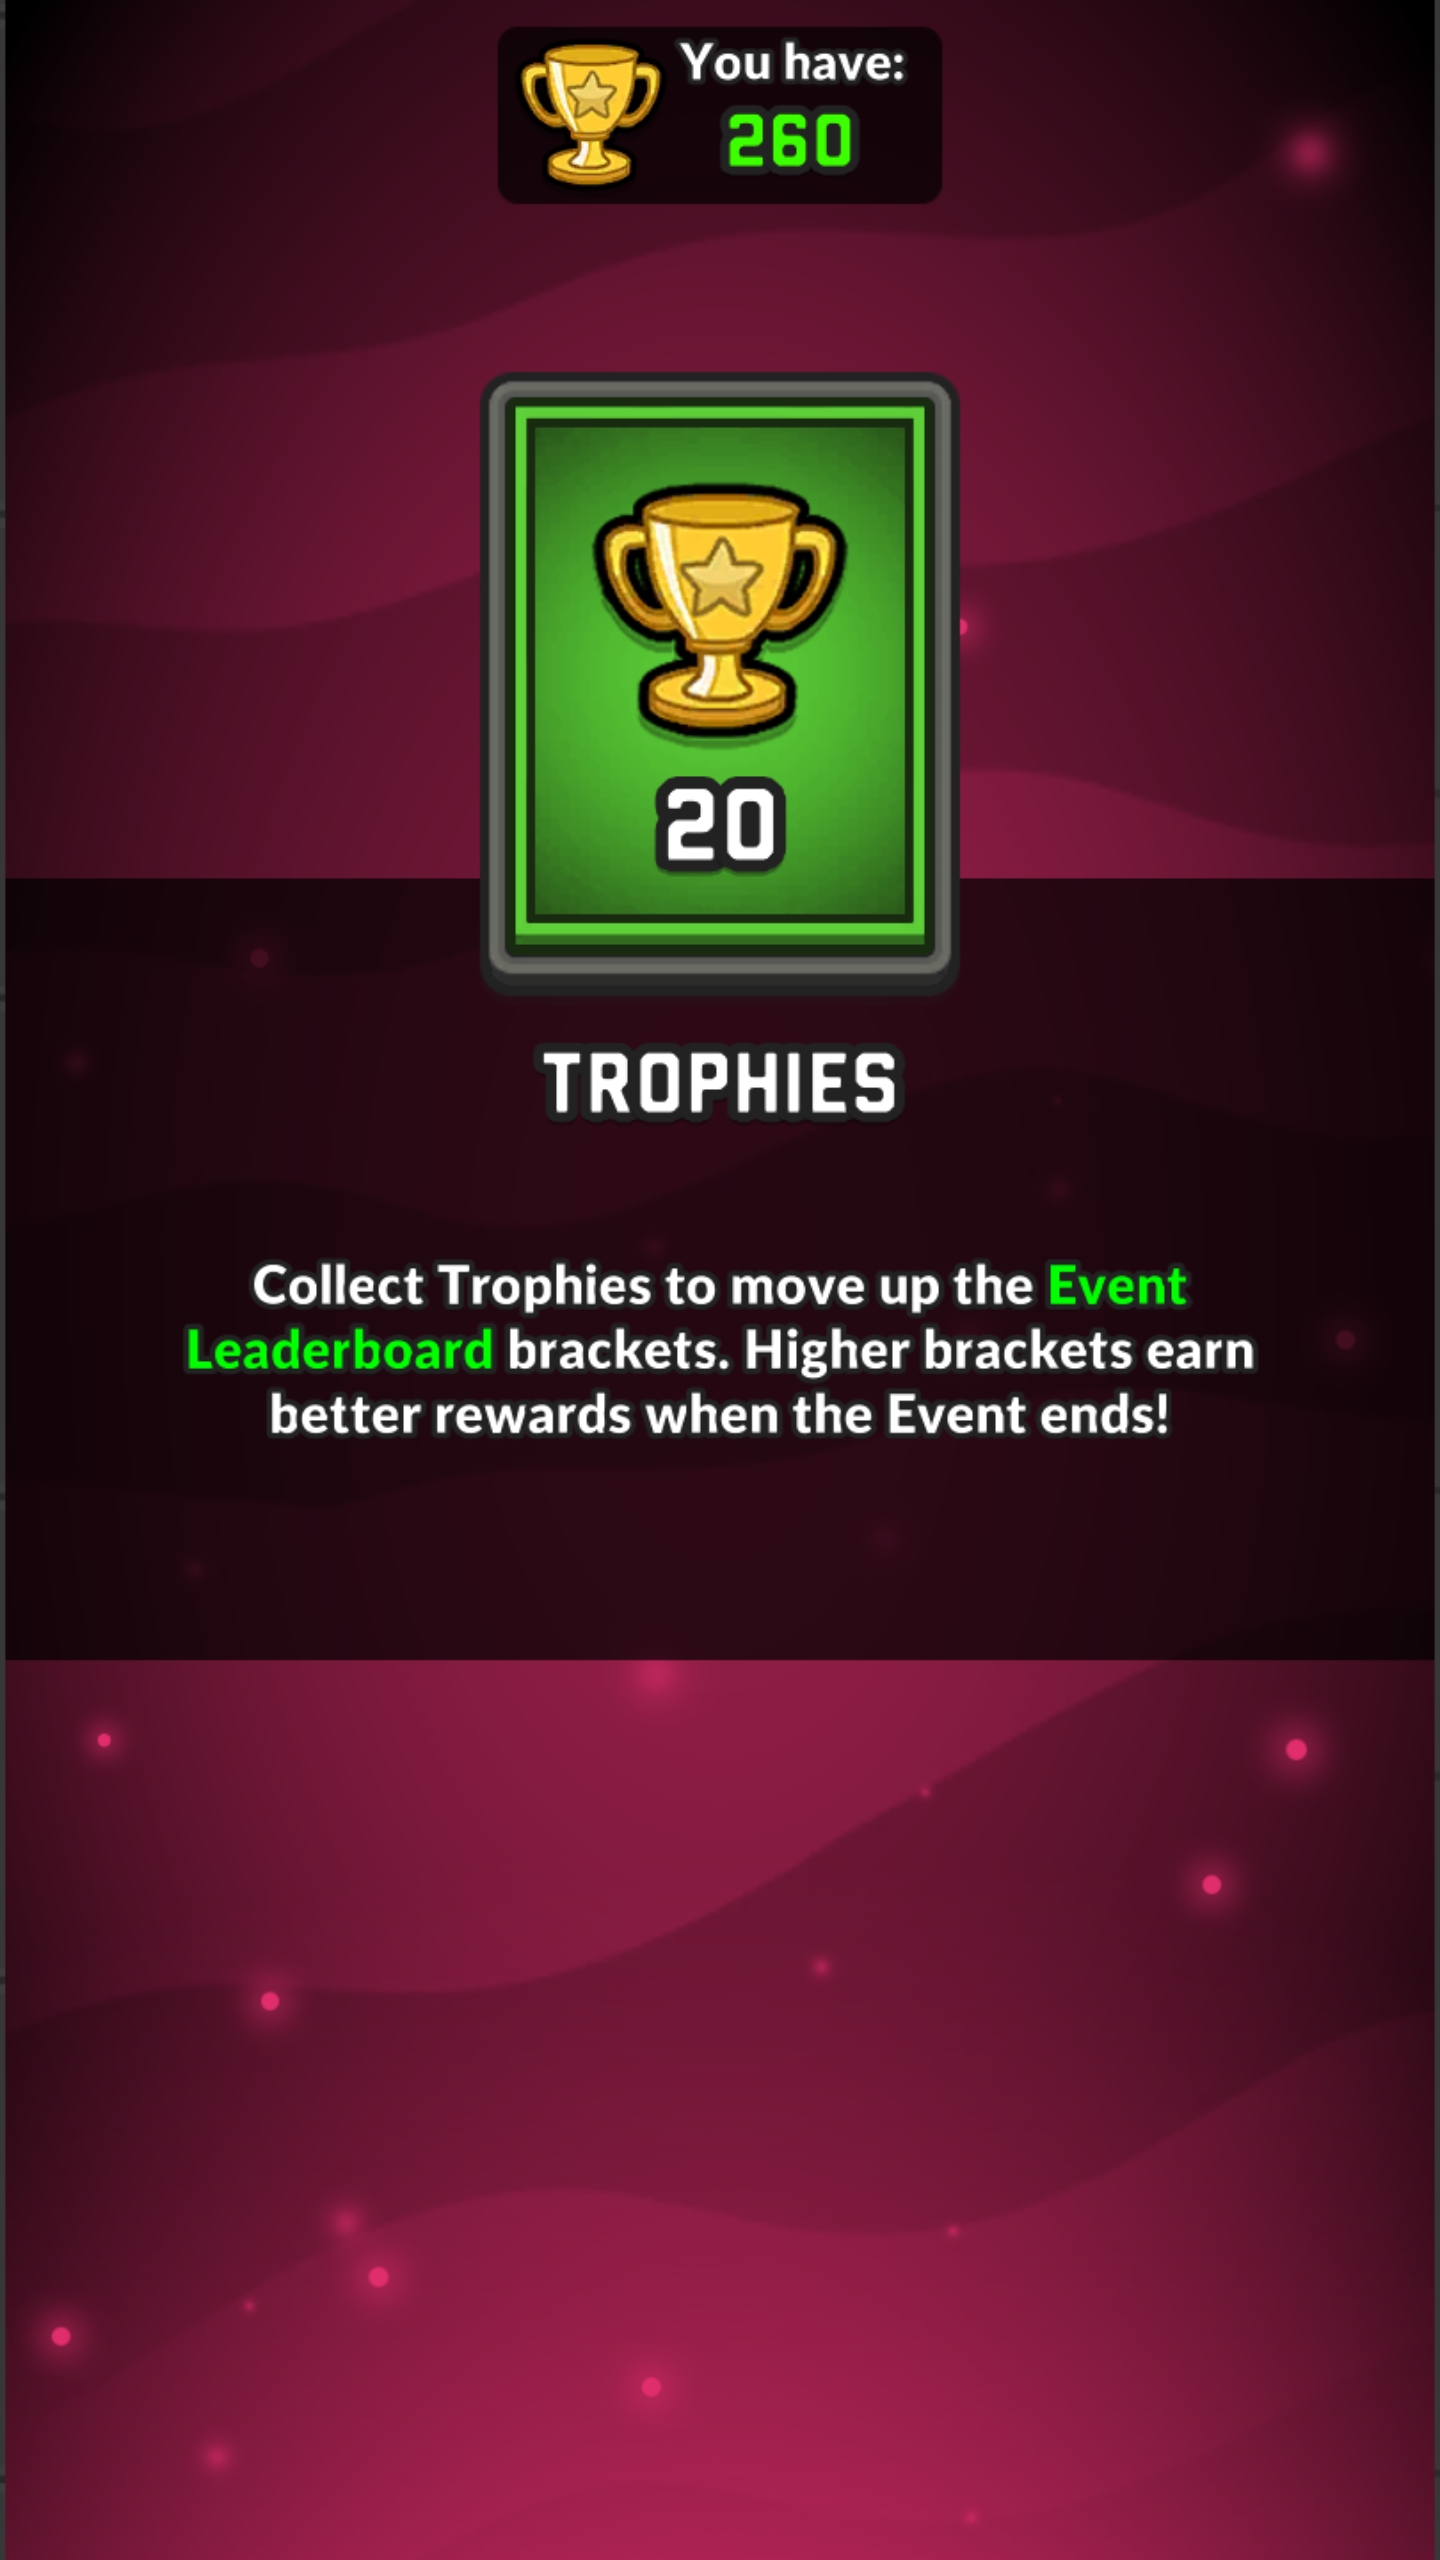 You have:
260
20
TROPHIES
Collect Trophies to move up the Event
Leaderboard brackets. Higher brackets earn
better rewards when the Event ends!